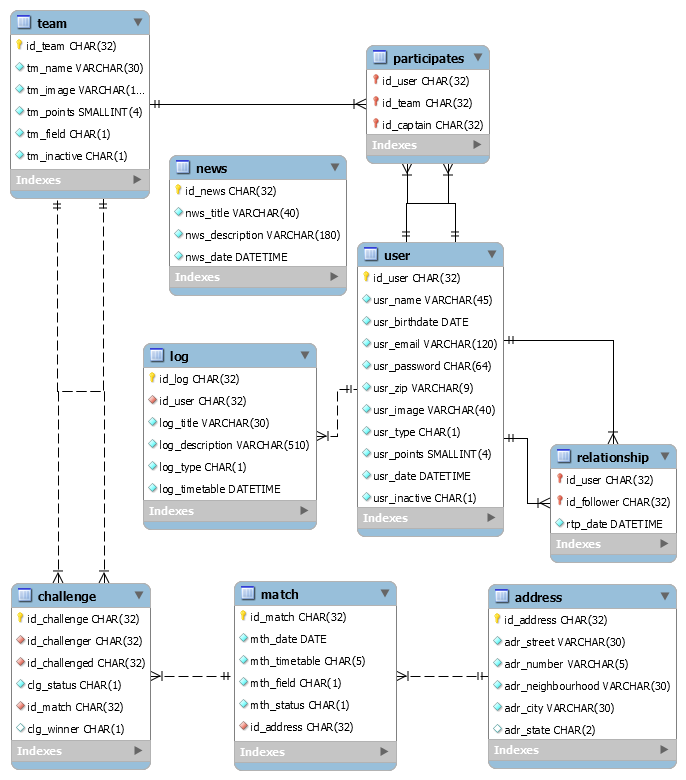 team
id_team CHAR(32)
tm_name VARCHAR(30)
tm_image VARCHAR(1...
tm_points SMALLINT(4)
tm_field CHAR(1)
tm_inactive CHAR(1)
Indexes
participates
id_user CHAR(32)
id_team CHAR(32)
id_captain CHAR(32)
Indexes
news
id_news CHAR(32)
nws_title VARCHAR(40)
nws_description VARCHAR(180)
nws_date DATETIME
Indexes
user
id_user CHAR(32)
usr_name VARCHAR(45)
usr_birthdate DATE
usr_email VARCHAR(120)
usr_password CHAR(64)
usr_zip VARCHAR(9)
usr_image VARCHAR(40)
usr_type CHAR(1)
usr_points SMALLINT(4)
usr_date DATETIME
usr_inactive CHAR(1)
Indexes
log
id_log CHAR(32)
id_user CHAR(32)
log_title VARCHAR(30)
log_description VARCHAR(510)
log_type CHAR(1)
log_timetable DATETIME
Indexes
relationship
id_user CHAR(32)
id_follower CHAR(32)
rtp_date DATETIME
Indexes
challenge
id_challenge CHAR(32)
id_challenger CHAR(32)
id_challenged CHAR(32)
clg_status CHAR(1)
id_match CHAR(32)
clg_winner CHAR(1)
Indexes
match
id_match CHAR(32)
mth_date DATE
mth_timetable CHAR(5)
mth_field CHAR(1)
mth_status CHAR(1)
id_address CHAR(32)
Indexes
address
id_address CHAR(32)
adr_street VARCHAR(30)
adr_number VARCHAR(5)
adr_neighbourhood VARCHAR(30)
adr_city VARCHAR(30)
adr_state CHAR(2)
Indexes